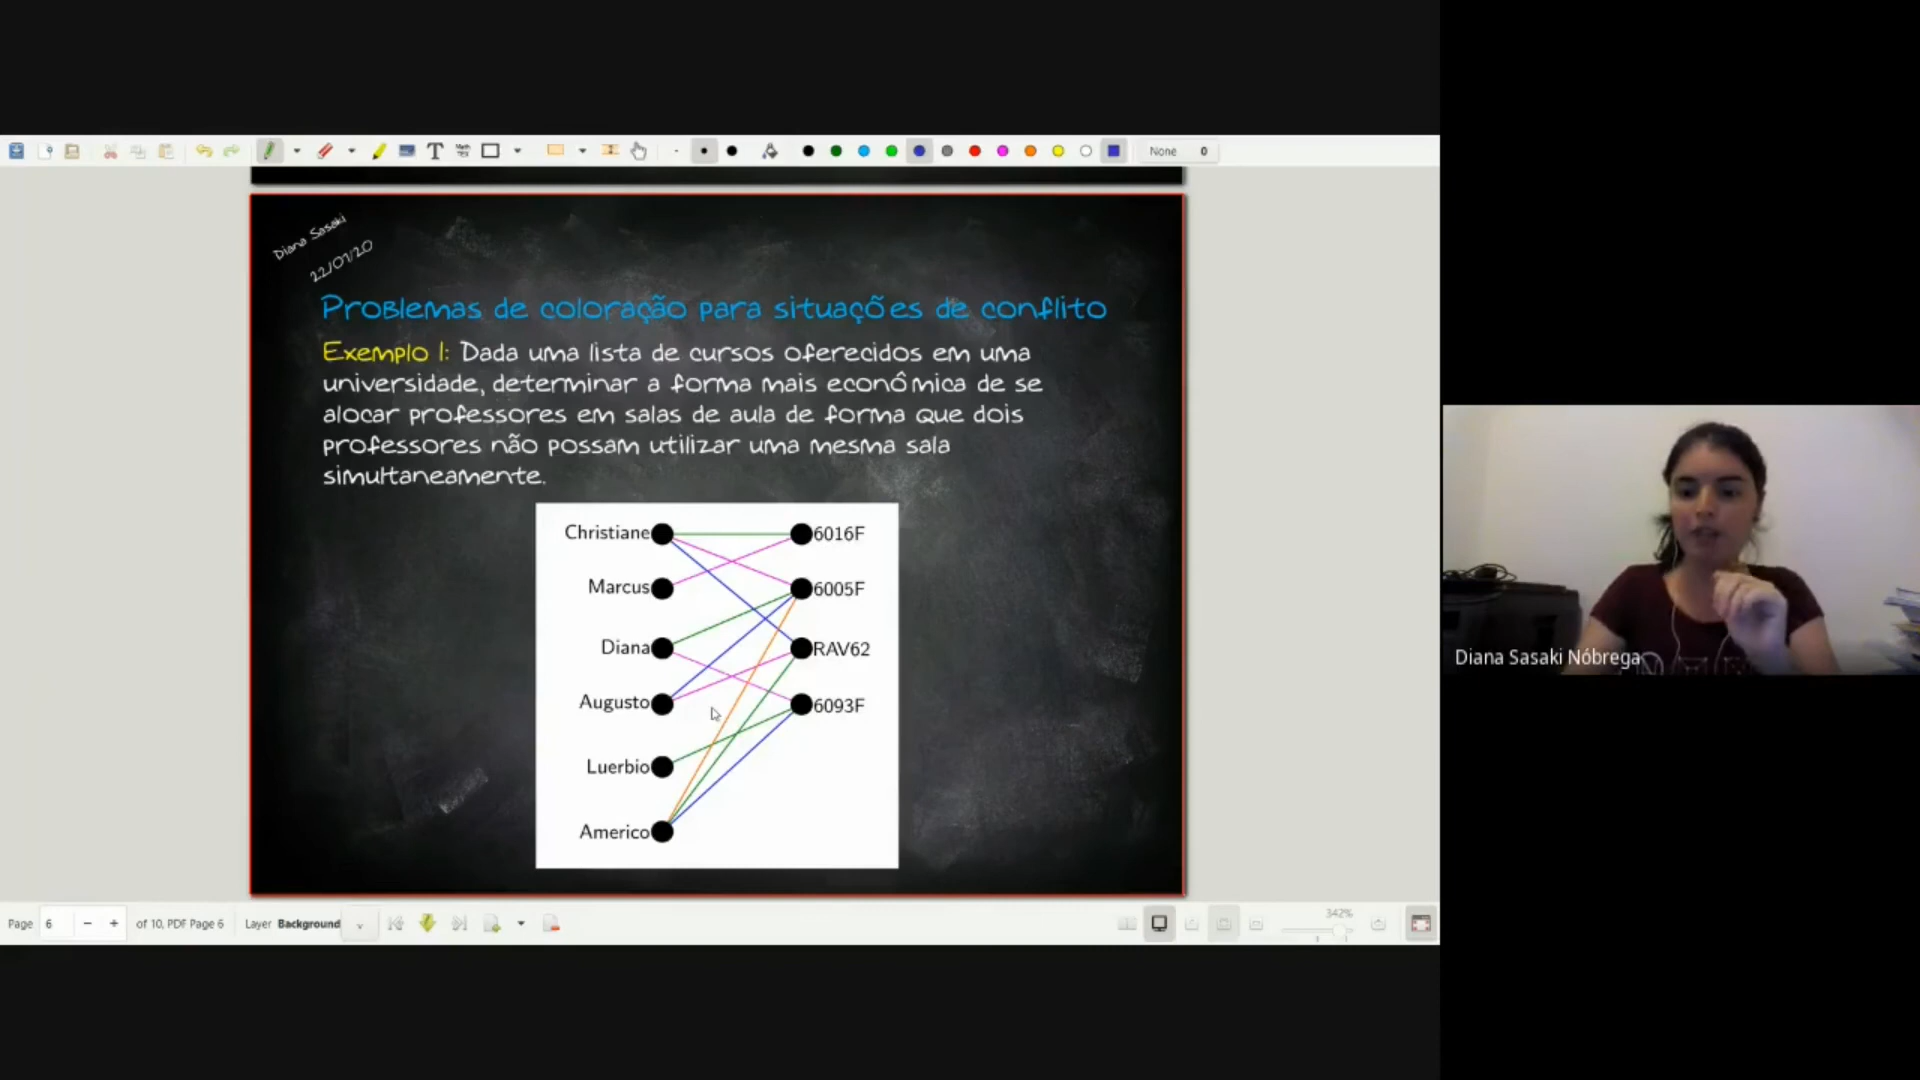 None 0
Diana Sasaki
22/01/20
Problemas de coloração para situações de conflito
Exemplo 1: Dada uma lista de cursos oferecidos em uma
universidade, determinar a forma mais econômica de se
alocar professores em salas de aula de forma que dois
professores não possam utilizar uma mesma sala
simultaneamente.
Christiane 6016F
Marcus 6005F
Diana RAV62
Augusto 6093F
Luerbio
Americo
Diana Sasaki Nóbrega
Page 6 of 10, PDF Page 6 Layer Background 342%